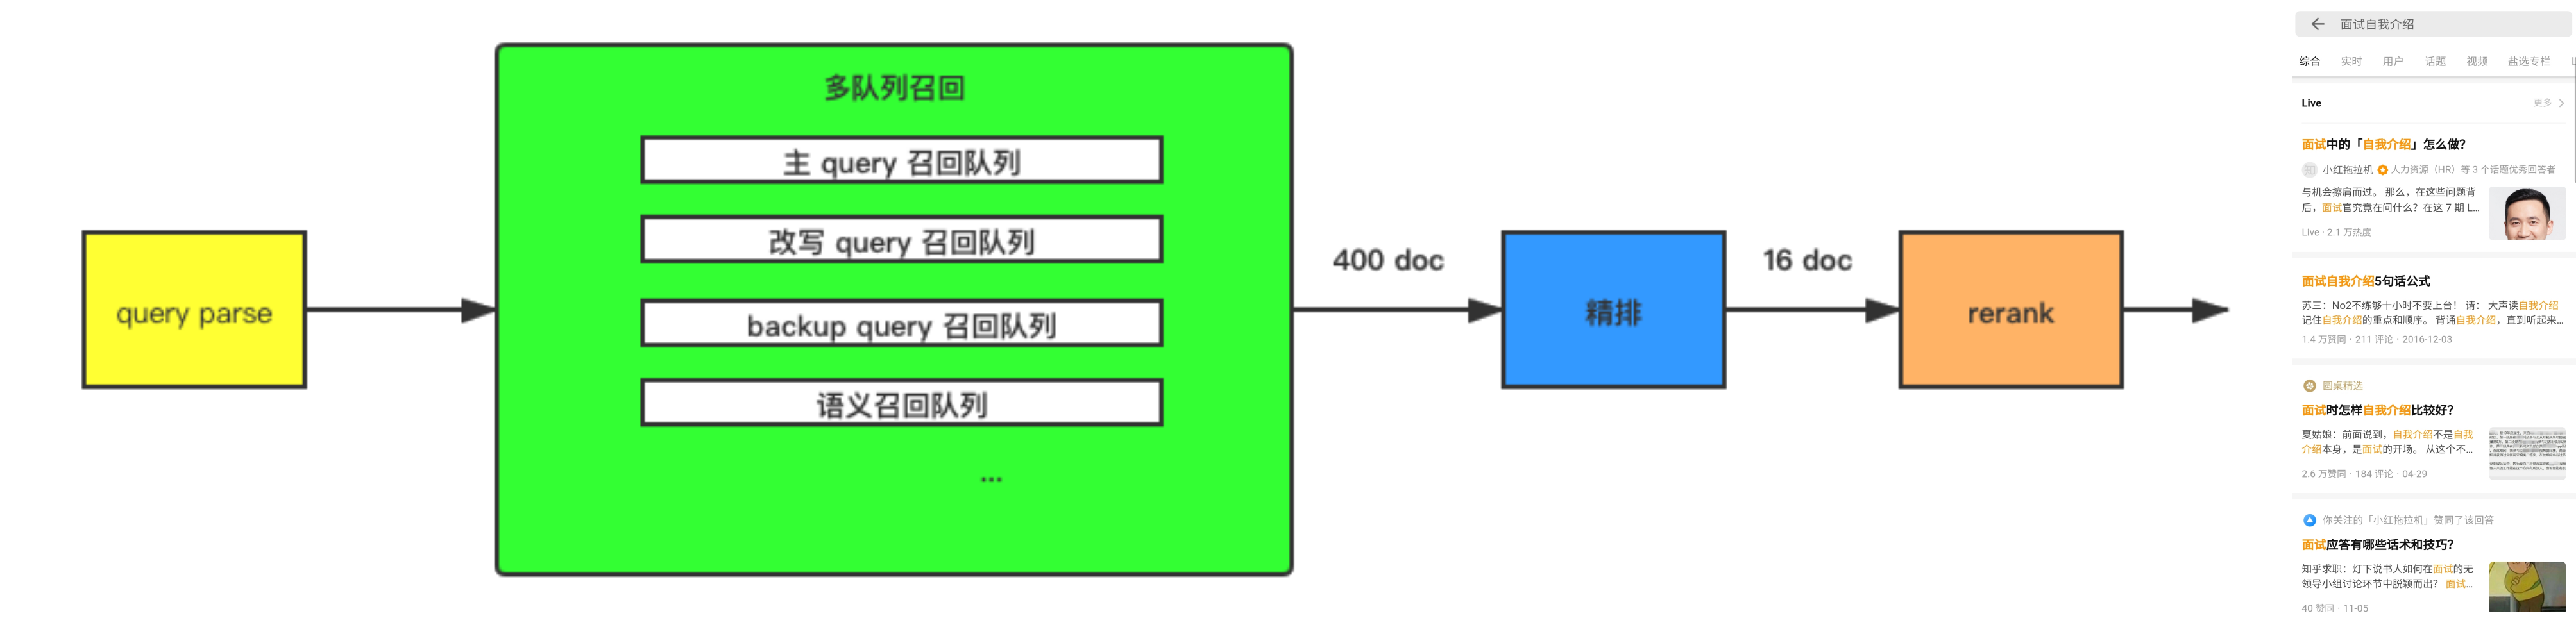 query parse
多队列召回
主 query 召回队列
改写 query 召回队列
backup query 召回队列
语义召回队列
...
400 doc
精排
16 doc
rerank
面试自我介绍
综合 实时 用户 话题 视频 盐选专栏
Live 更多
面试中的「自我介绍」怎么做?
小红拖拉机 人力资源（HR）等 3 个话题优秀回答者
与机会擦肩而过。 那么，在这些问题背
后，面试官究竟在问什么？在这 7 期 L...
Live · 2.1 万热度
面试自我介绍5句话公式
苏三：No2不练够十小时不要上台！ 请： 大声读自我介绍
记住自我介绍的重点和顺序。 背诵自我介绍，直到听起来...
1.4 万赞同 · 211 评论 · 2016-12-03
圆桌精选
面试时怎样自我介绍比较好?
夏姑娘：前面说到，自我介绍不是自我
介绍本身，是面试的开场。 从这个不...
2.6 万赞同 · 184 评论 · 04-29
你关注的「小红拖拉机」赞同了该回答
面试应答有哪些话术和技巧?
知乎求职：灯下说书人如何在面试的无
领导小组讨论环节中脱颖而出？ 面试...
40 赞同 · 11-05